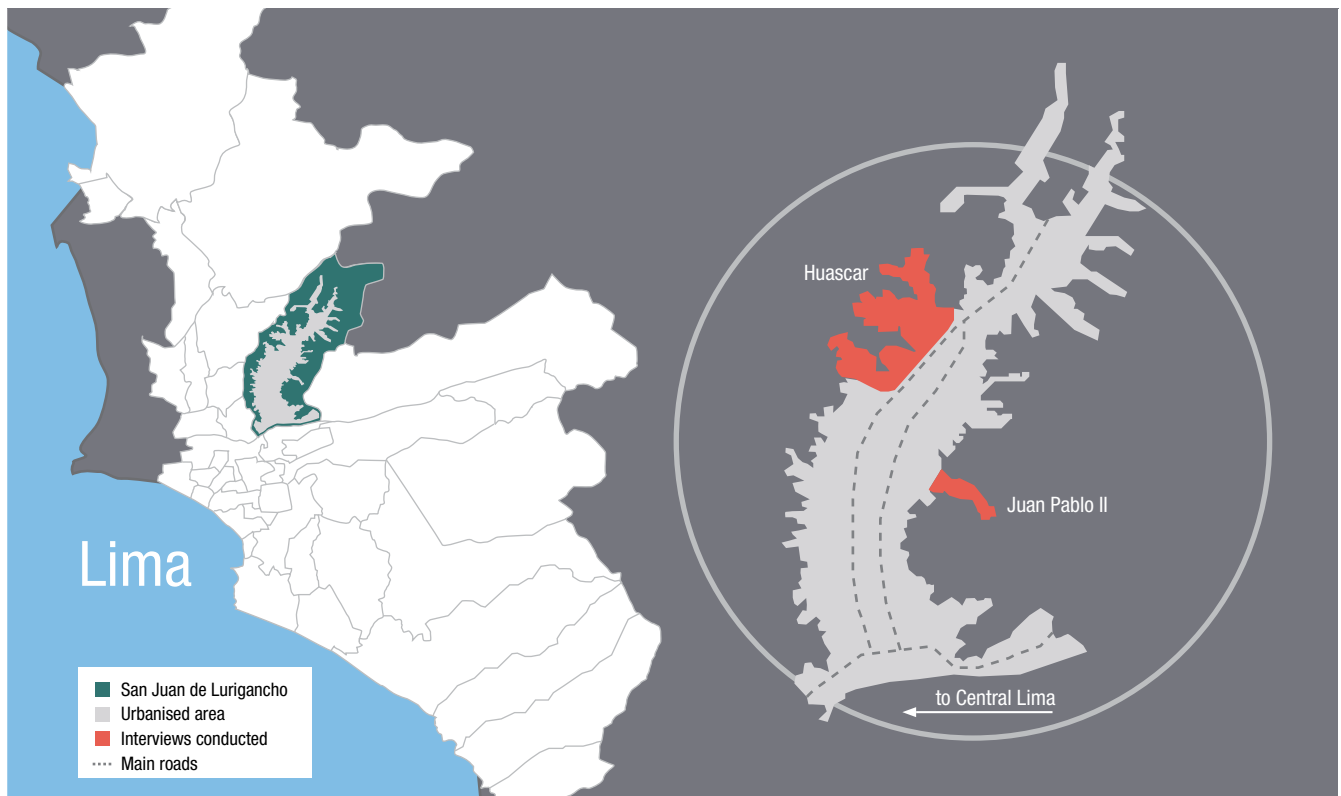 Lima
San Juan de Lurigancho
Urbanised area
Interviews conducted
Main roads
Huascar
Juan Pablo II
to Central Lima